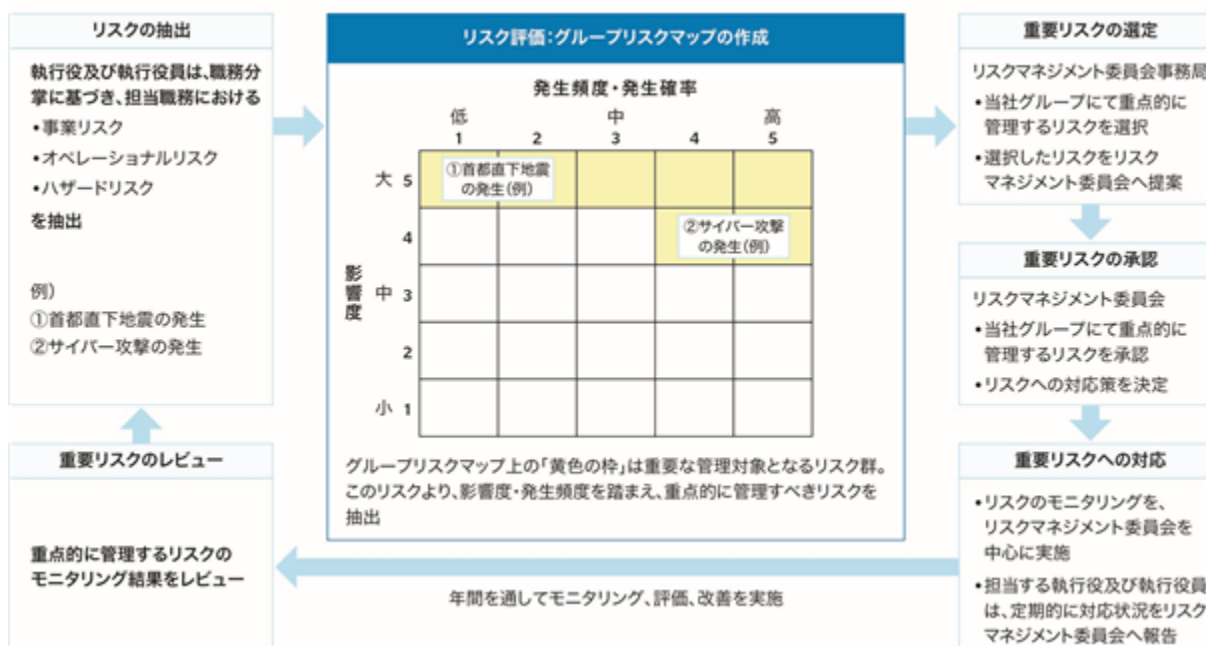 リスクの抽出
執行役及び執行役員は、職務分
掌に基づき、担当職務における
•事業リスク
•オペレーショナルリスク
•ハザードリスク
を抽出
例）
①首都直下地震の発生
②サイバー攻撃の発生
リスク評価：グループリスクマップの作成
発生頻度・発生確率
低 中 高
1 2 3 4 5
影響度
大 5
4
中 3
2
小 1
①首都直下地震
の発生（例）
②サイバー攻撃
の発生（例）
グループリスクマップ上の「黄色の枠」は重要な管理対象となるリスク群。
このリスクより、影響度・発生頻度を踏まえ、重点的に管理すべきリスクを
抽出
重要リスクの選定
リスクマネジメント委員会事務局
•当社グループにて重点的に
管理するリスクを選択
•選択したリスクをリスク
マネジメント委員会へ提案
重要リスクの承認
リスクマネジメント委員会
•当社グループにて重点的に
管理するリスクを承認
•リスクへの対応策を決定
重要リスクへの対応
•リスクのモニタリングを、
リスクマネジメント委員会を
中心に実施
•担当する執行役及び執行役員
は、定期的に対応状況をリスク
マネジメント委員会へ報告
年間を通してモニタリング、評価、改善を実施
重要リスクのレビュー
重点的に管理するリスクの
モニタリング結果をレビュー